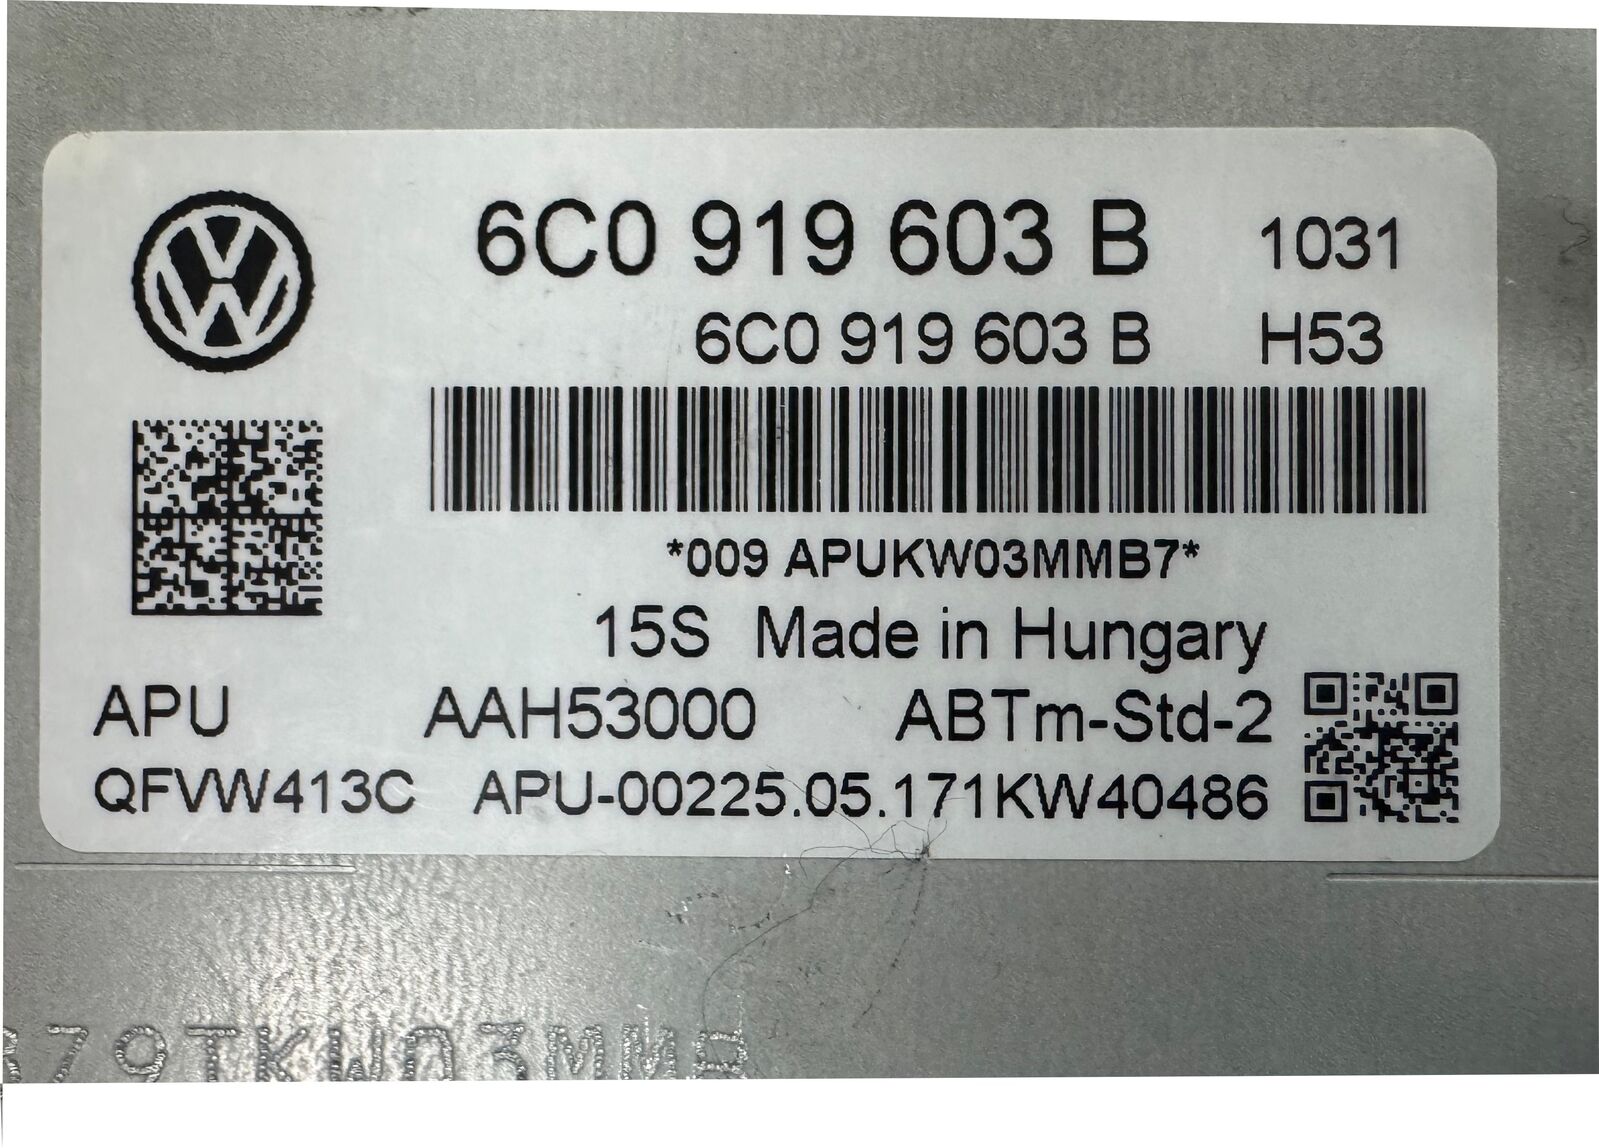 6C0 919 603 B 1031
6C0 919 603 B H53
*009 APUKW03MMB7*
15S Made in Hungary
APU AAH53000 ABTm-Std-2
QFVW413C APU-00225.05.171KW40486
79TKW03MMB